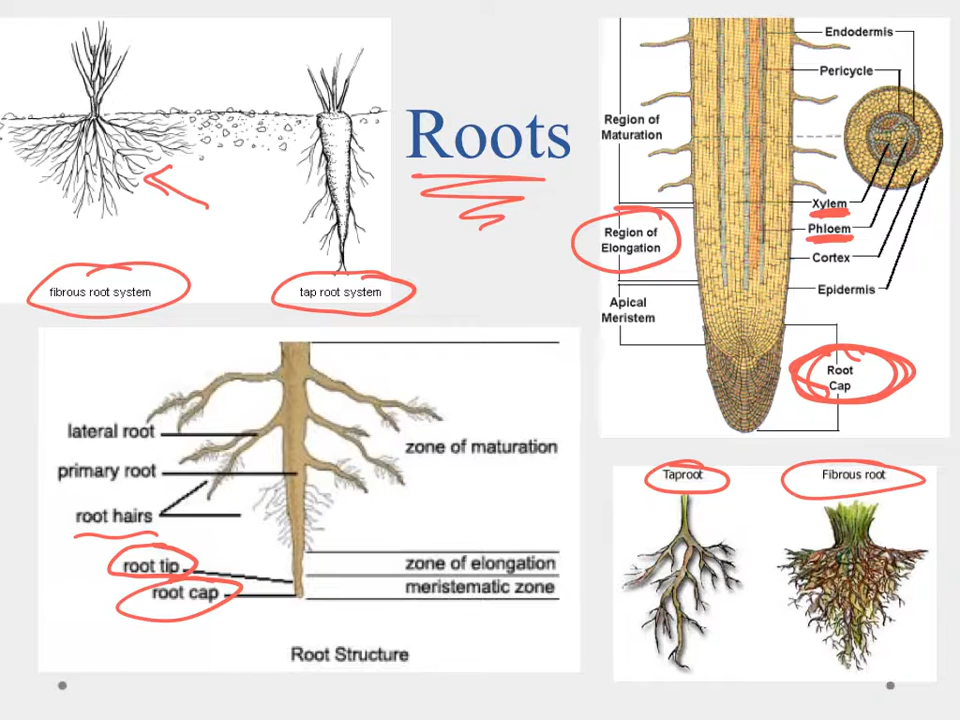 Roots
fibrous root system
tap root system
Endodermis
Pericycle
Region of
Maturation
Xylem
Phloem
Region of
Elongation
Cortex
Epidermis
Apical
Meristem
Root
Cap
lateral root
zone of maturation
primary root
root hairs
root tip
zone of elongation
root cap
meristematic zone
Root Structure
Taproot
Fibrous root